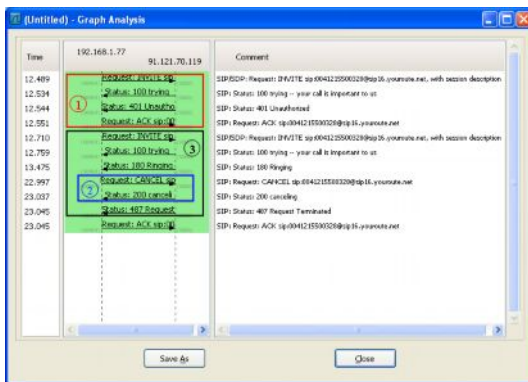 (Untitled) - Graph Analysis
Time 192.168.1.77 Comment
91.121.70.119
12.489 Request: INVITE sip SIP/SDP: Request: INVITE sip:0041215500328@sip16.youroute.net, with session description
12.534 Status: 100 trying SIP: Status: 100 trying -- your call is important to us
12.544 Status: 401 Unautho SIP: Status: 401 Unauthorized
12.551 Request: ACK sip:00 SIP: Request: ACK sip:0041215500328@sip16.youroute.net
12.710 Request: INVITE sip SIP/SDP: Request: INVITE sip:0041215500328@sip16.youroute.net, with session description
12.759 Status: 100 trying SIP: Status: 100 trying -- your call is important to us
13.475 Status: 180 Ringing SIP: Status: 180 Ringing
22.997 Request: CANCEL sip SIP: Request: CANCEL sip:0041215500328@sip16.youroute.net
23.037 Status: 200 canceli SIP: Status: 200 canceling
23.045 Status: 487 Request SIP: Status: 487 Request Terminated
23.045 Request: ACK sip:00 SIP: Request: ACK sip:0041215500328@sip16.youroute.net
1
3
2
Save As Close